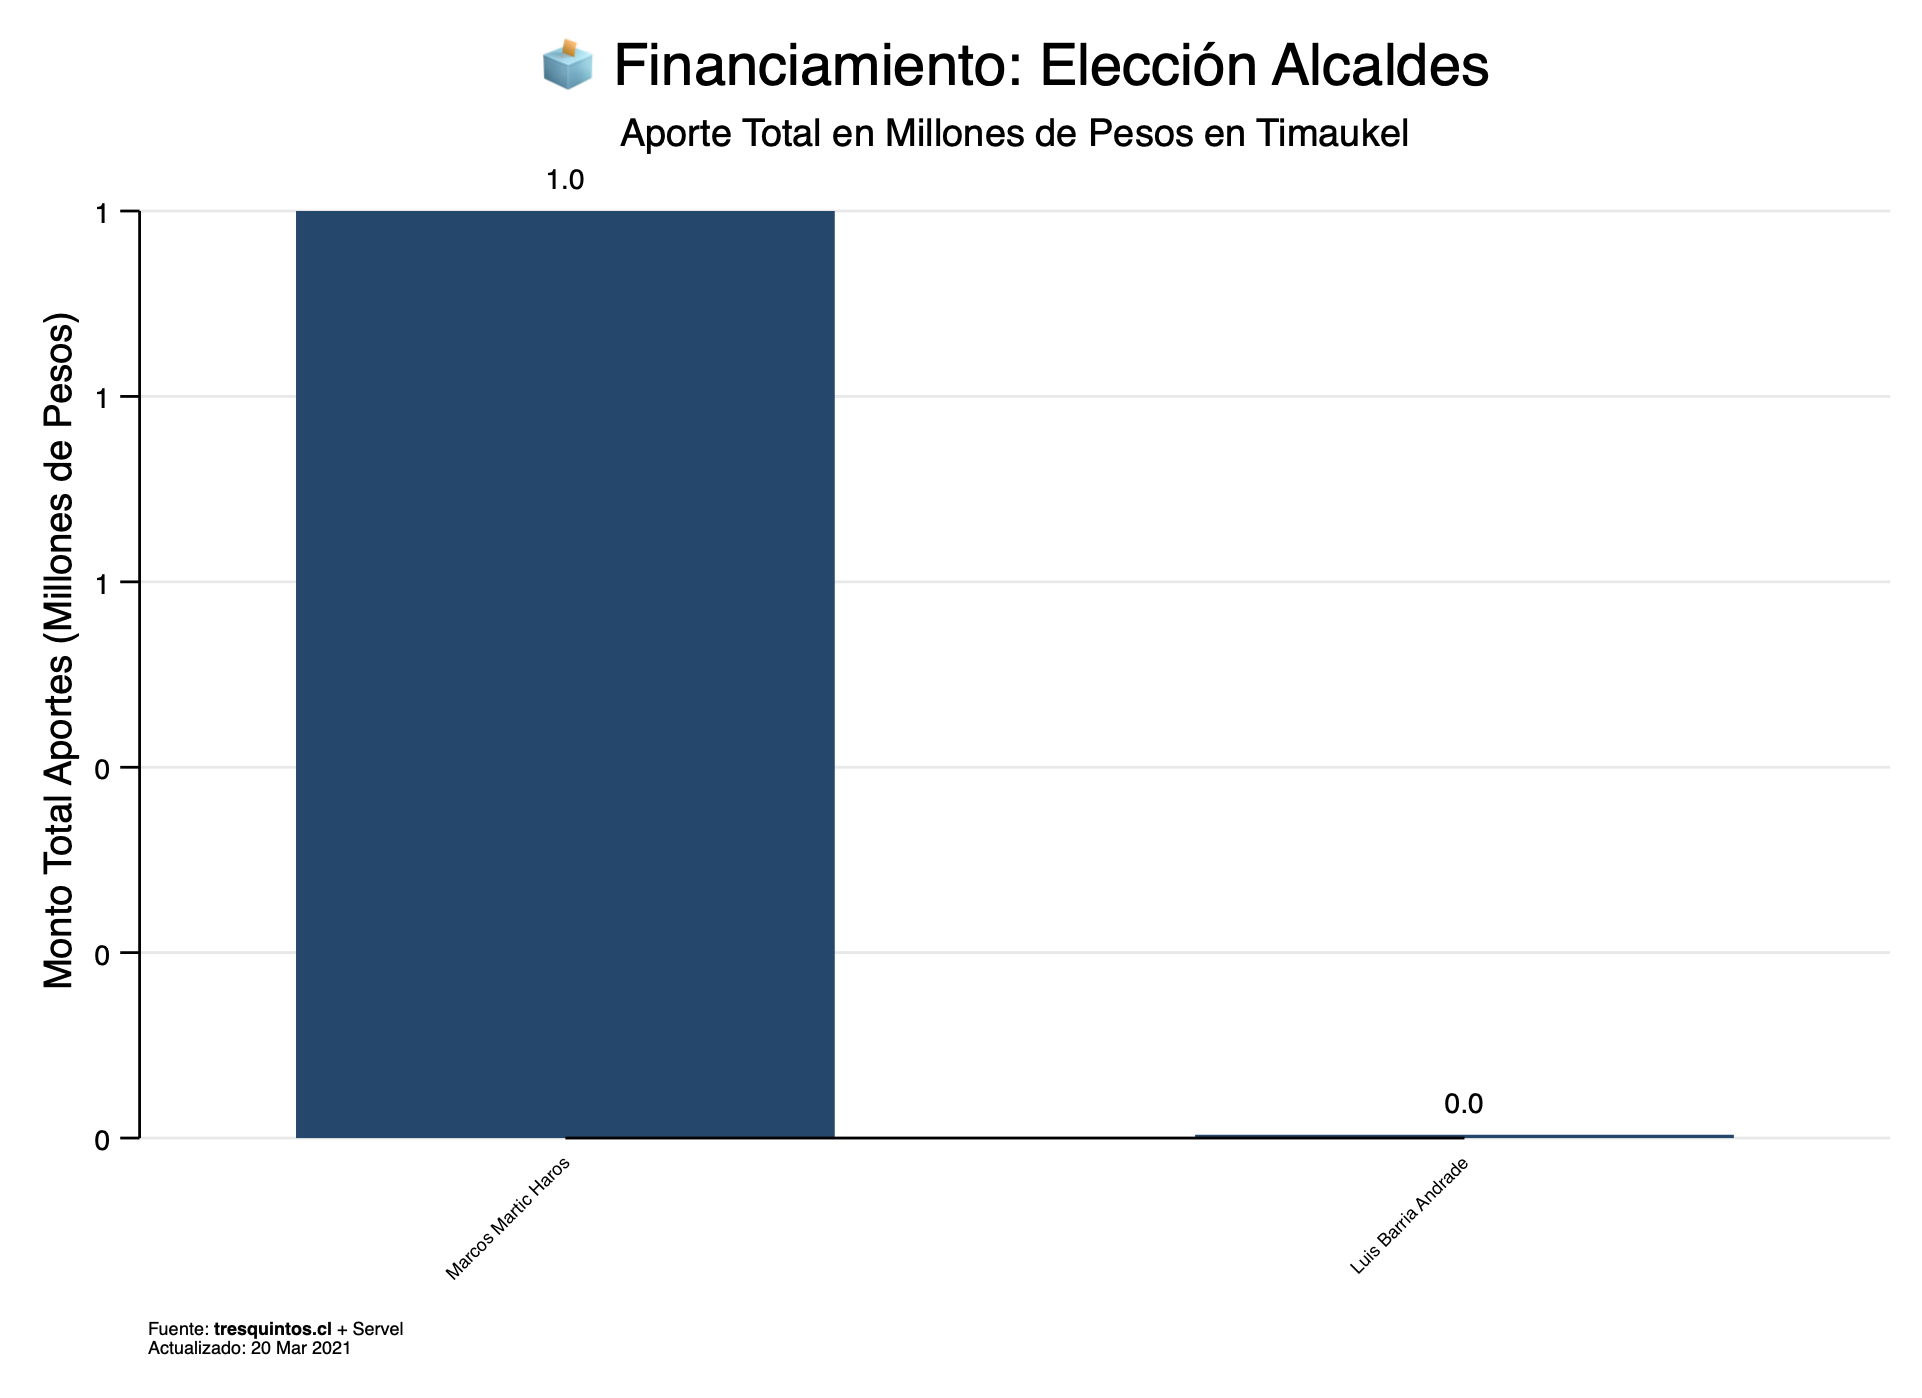 Financiamiento: Elección Alcaldes
Aporte Total en Millones de Pesos en Timaukel
Monto Total Aportes (Millones de Pesos)
1
1
1
0
0
0
1.0
0.0
Marcos Martic Haros
Luis Barria Andrade
Fuente: tresquintos.cl + Servel
Actualizado: 20 Mar 2021